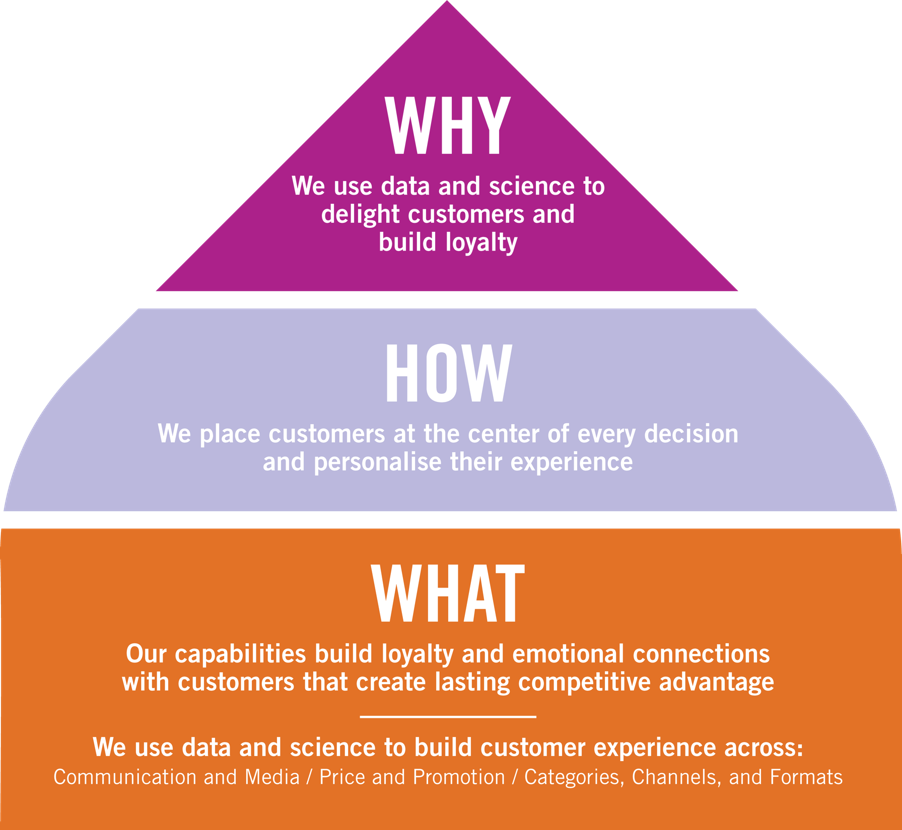 WHY
We use data and science to
delight customers and
build loyalty
HOW
We place customers at the center of every decision
and personalise their experience
WHAT
Our capabilities build loyalty and emotional connections
with customers that create lasting competitive advantage
We use data and science to build customer experience across:
Communication and Media / Price and Promotion / Categories, Channels, and Formats